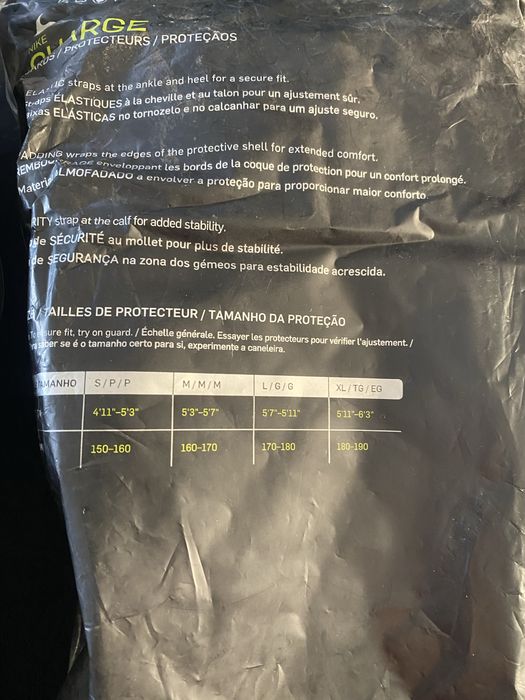 NIKE
CHARGE
/ PROTECTEURS / PROTEÇÕES
straps at the ankle and heel for a secure fit.
ÉLASTIQUES à la cheville et au talon pour un ajustement sûr.
ELÁSTICAS no tornozelo e no calcanhar para um ajuste seguro.
PADDING wraps the edges of the protective shell for extended comfort.
enveloppant les bords de la coque de protection pour un confort prolongé.
ALMOFADADO a envolver a proteção para proporcionar maior conforto.
strap at the calf for added stability.
de SÉCURITÉ au mollet pour plus de stabilité.
de SEGURANÇA na zona dos gémeos para estabilidade acrescida.
/ TAILLES DE PROTECTEUR / TAMANHO DA PROTEÇÃO
fit, try on guard. / Échelle générale. Essayer les protecteurs pour vérifier l'ajustement. /
saber se é o tamanho certo para si, experimente a caneleira.
TAMANHO S / P / P M / M / M L / G / G XL / TG / EG
4'11"–5'3" 5'3"–5'7" 5'7"–5'11" 5'11"–6'3"
150–160 160–170 170–180 180–190